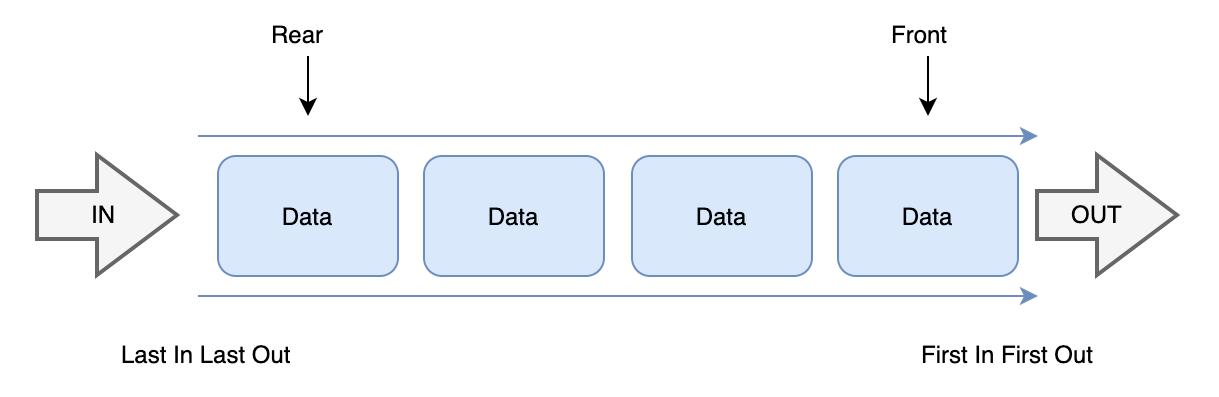 Rear
Front
IN
Data
Data
Data
Data
OUT
Last In Last Out
First In First Out